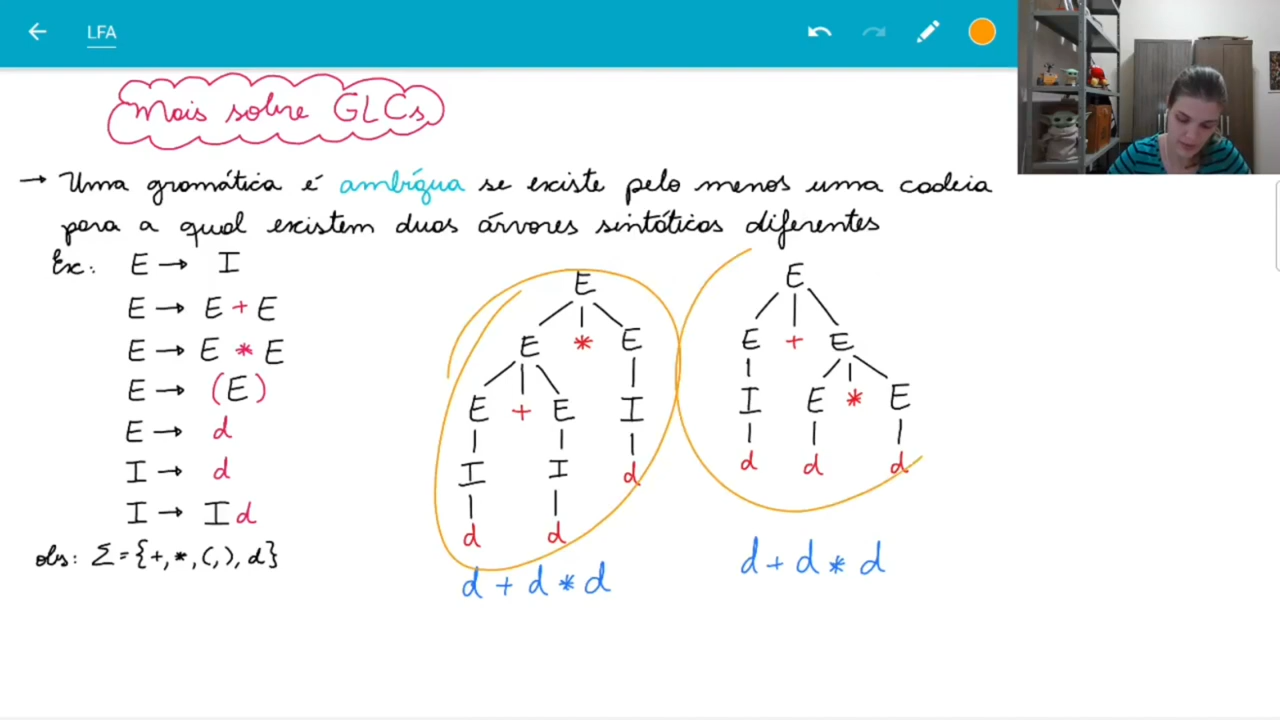 LFA
Mais sobre GLCs
→ Uma gramática é ambígua se existe pelo menos uma cadeia
para a qual existem duas árvores sintáticas diferentes
Ex: E → I
E → E + E
E → E * E
E → (E)
E → d
I → d
I → I d
obs: Σ = {+, *, (, ), d}
E
E * E
E + E I
I I d
d d
d + d * d
E
E + E
I E * E
d d d
d + d * d